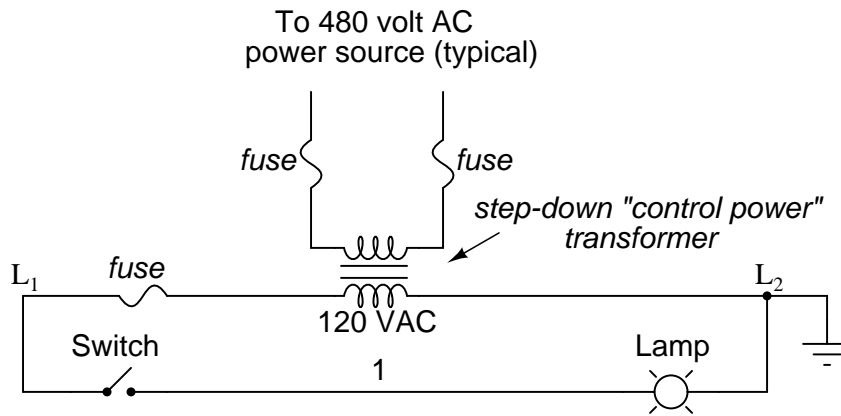 To 480 volt AC
power source (typical)
fuse
fuse
step-down "control power"
transformer
L1
fuse
L2
120 VAC
Switch
1
Lamp